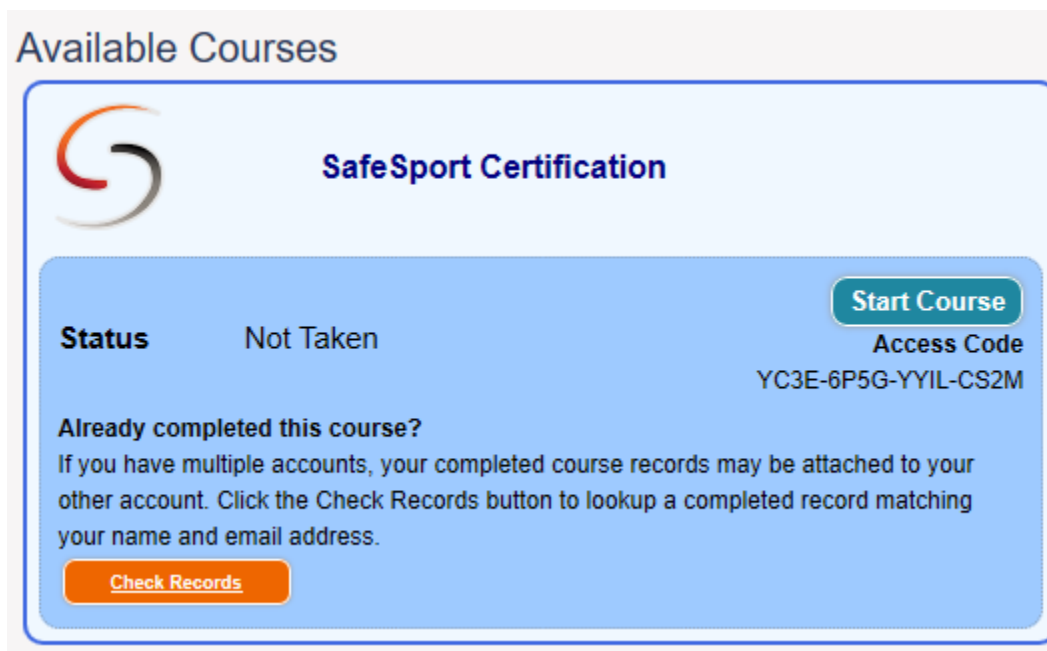 Available Courses
SafeSport Certification
Start Course
Status Not Taken
Access Code
YC3E-6P5G-YYIL-CS2M
Already completed this course?
If you have multiple accounts, your completed course records may be attached to your
other account. Click the Check Records button to lookup a completed record matching
your name and email address.
Check Records